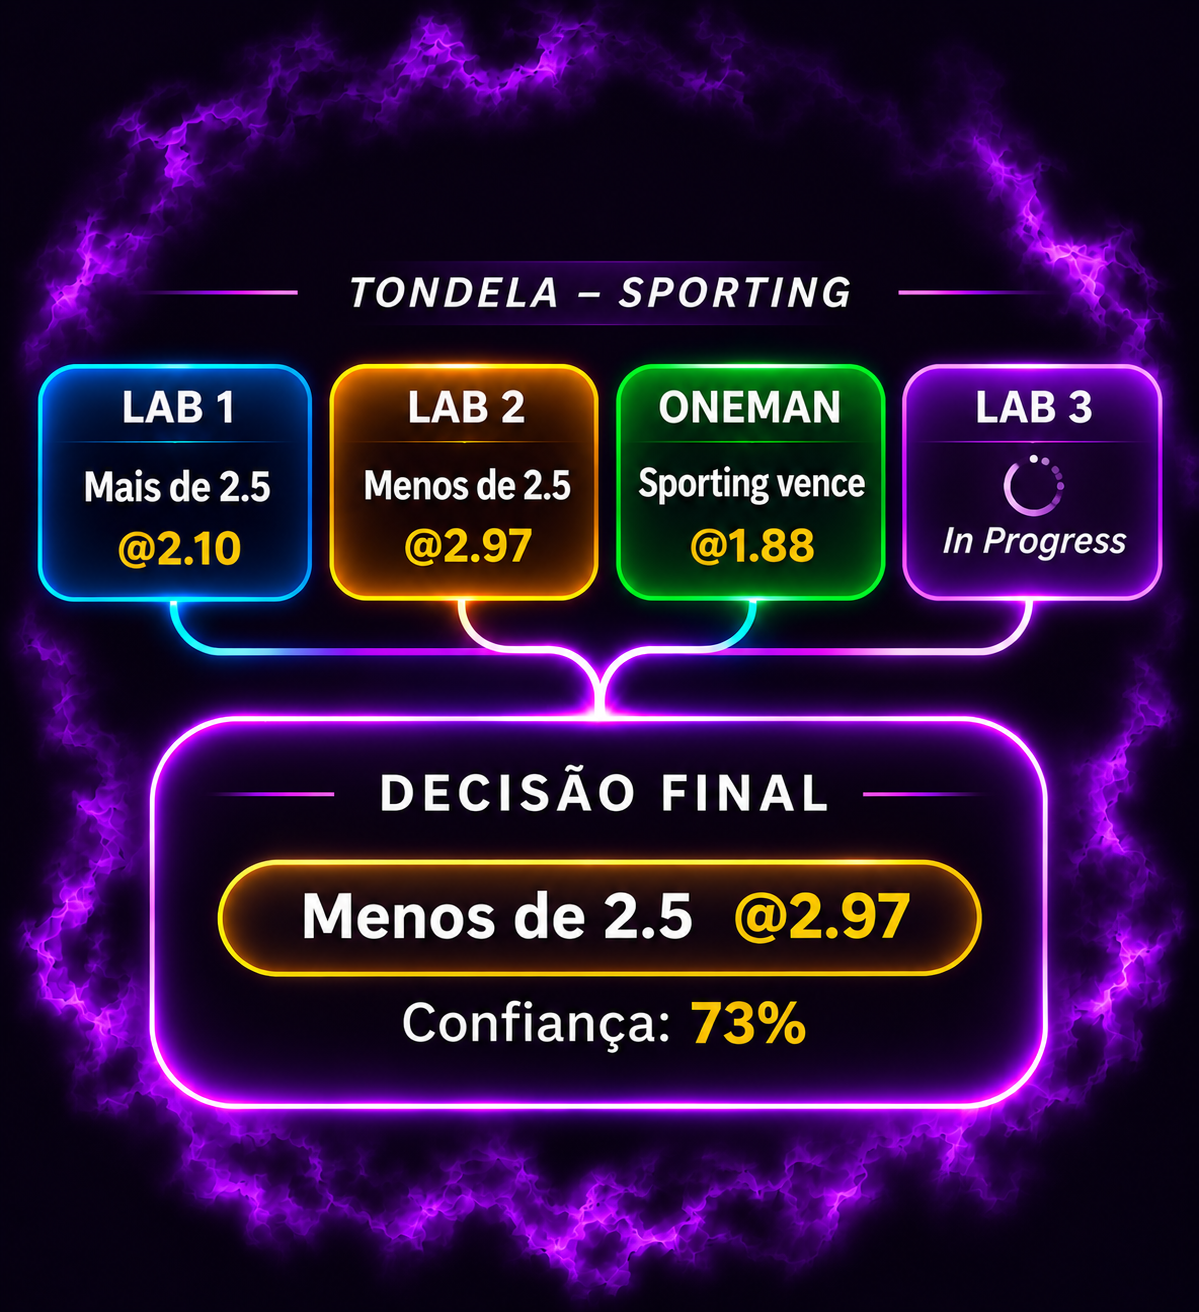 TONDELA – SPORTING
LAB 1
Mais de 2.5
@2.10
LAB 2
Menos de 2.5
@2.97
ONEMAN
Sporting vence
@1.88
LAB 3
In Progress
DECISÃO FINAL
Menos de 2.5 @2.97
Confiança: 73%